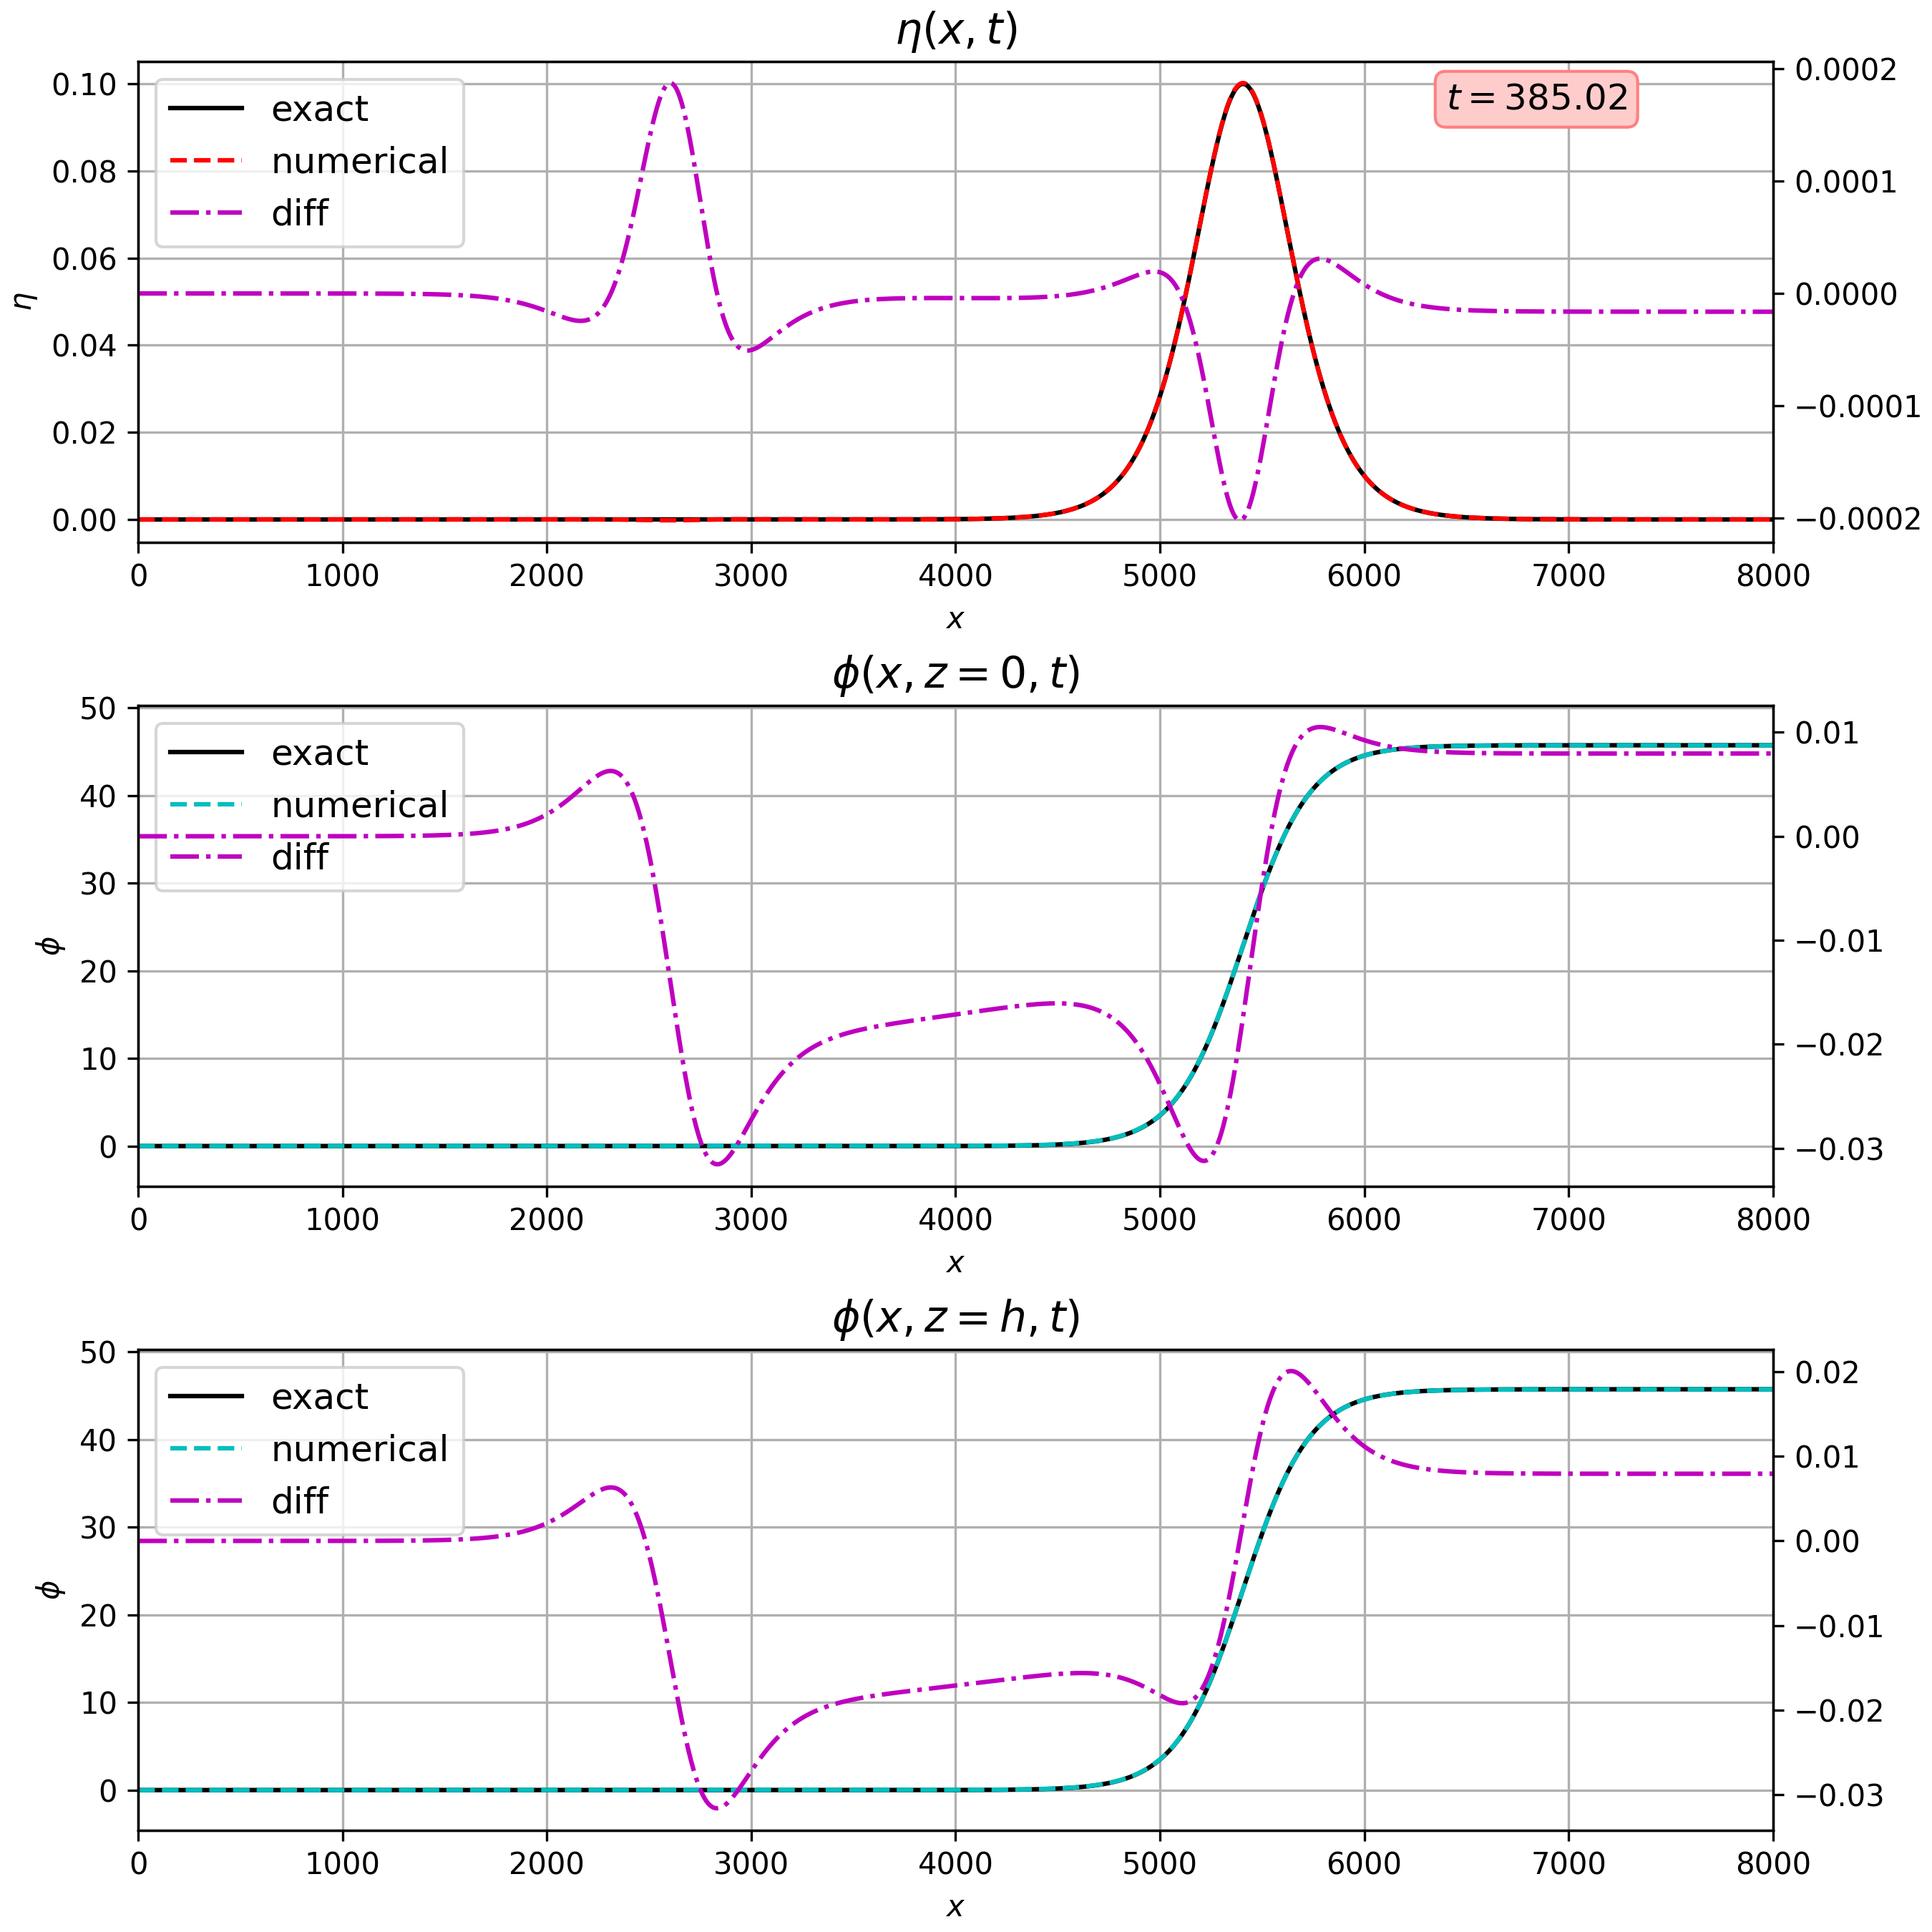 η(x, t)
exact
numerical
diff
t = 385.02
0.10
0.08
0.06
0.04
0.02
0.00
η
0.0002
0.0001
0.0000
−0.0001
−0.0002
0 1000 2000 3000 4000 5000 6000 7000 8000
x
ϕ(x, z = 0, t)
exact
numerical
diff
50
40
30
20
10
0
ϕ
0.01
0.00
−0.01
−0.02
−0.03
0 1000 2000 3000 4000 5000 6000 7000 8000
x
ϕ(x, z = h, t)
exact
numerical
diff
50
40
30
20
10
0
ϕ
0.02
0.01
0.00
−0.01
−0.02
−0.03
0 1000 2000 3000 4000 5000 6000 7000 8000
x